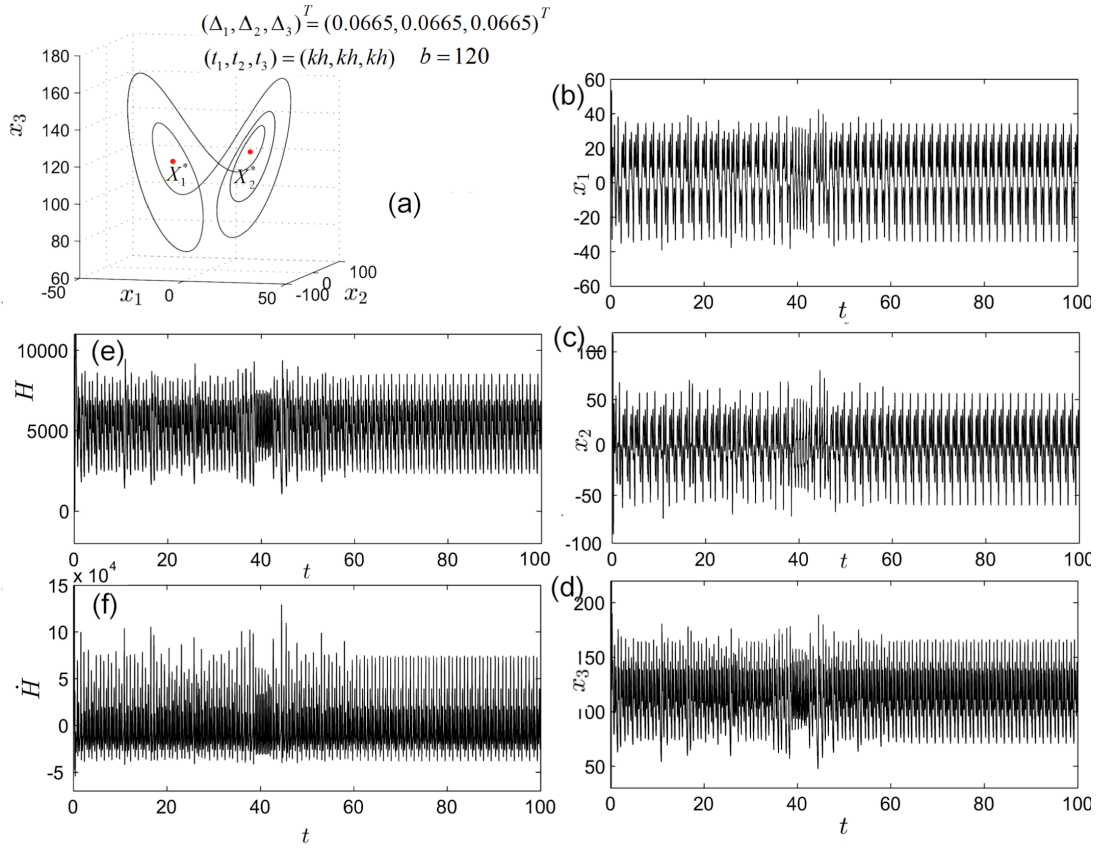 (Δ₁, Δ₂, Δ₃)ᵀ = (0.0665, 0.0665, 0.0665)ᵀ
(t₁, t₂, t₃) = (kh, kh, kh) b = 120
180
160
140
120
100
80
60
x₃
X₁*
X₂*
-50
0
50
x₁
-100
0
100
x₂
(a)
(b)
60
40
20
0
-20
-40
-60
x₁
0 20 40 60 80 100
t
(e)
10000
5000
0
H
0 20 40 60 80 100
t
(c)
100
50
0
-50
-100
x₂
0 20 40 60 80 100
t
(f)
x 10⁴
15
10
5
0
-5
Ḣ
0 20 40 60 80 100
t
(d)
200
150
100
50
x₃
0 20 40 60 80 100
t